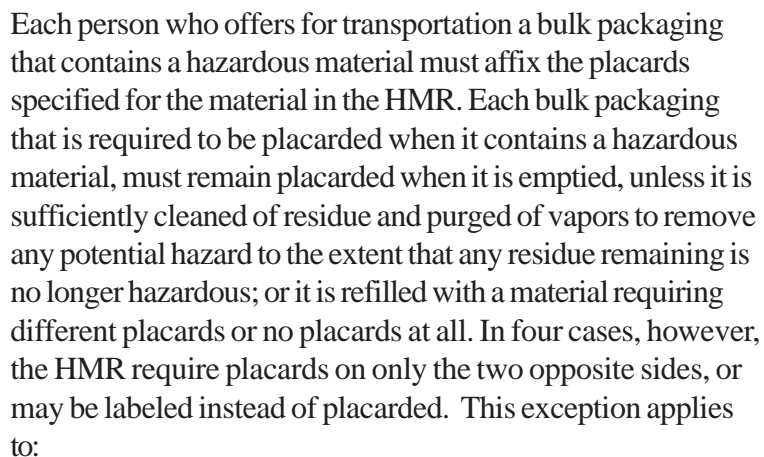 Each person who offers for transportation a bulk packaging
that contains a hazardous material must affix the placards
specified for the material in the HMR. Each bulk packaging
that is required to be placarded when it contains a hazardous
material, must remain placarded when it is emptied, unless it is
sufficiently cleaned of residue and purged of vapors to remove
any potential hazard to the extent that any residue remaining is
no longer hazardous; or it is refilled with a material requiring
different placards or no placards at all. In four cases, however,
the HMR require placards on only the two opposite sides, or
may be labeled instead of placarded.  This exception applies
to: